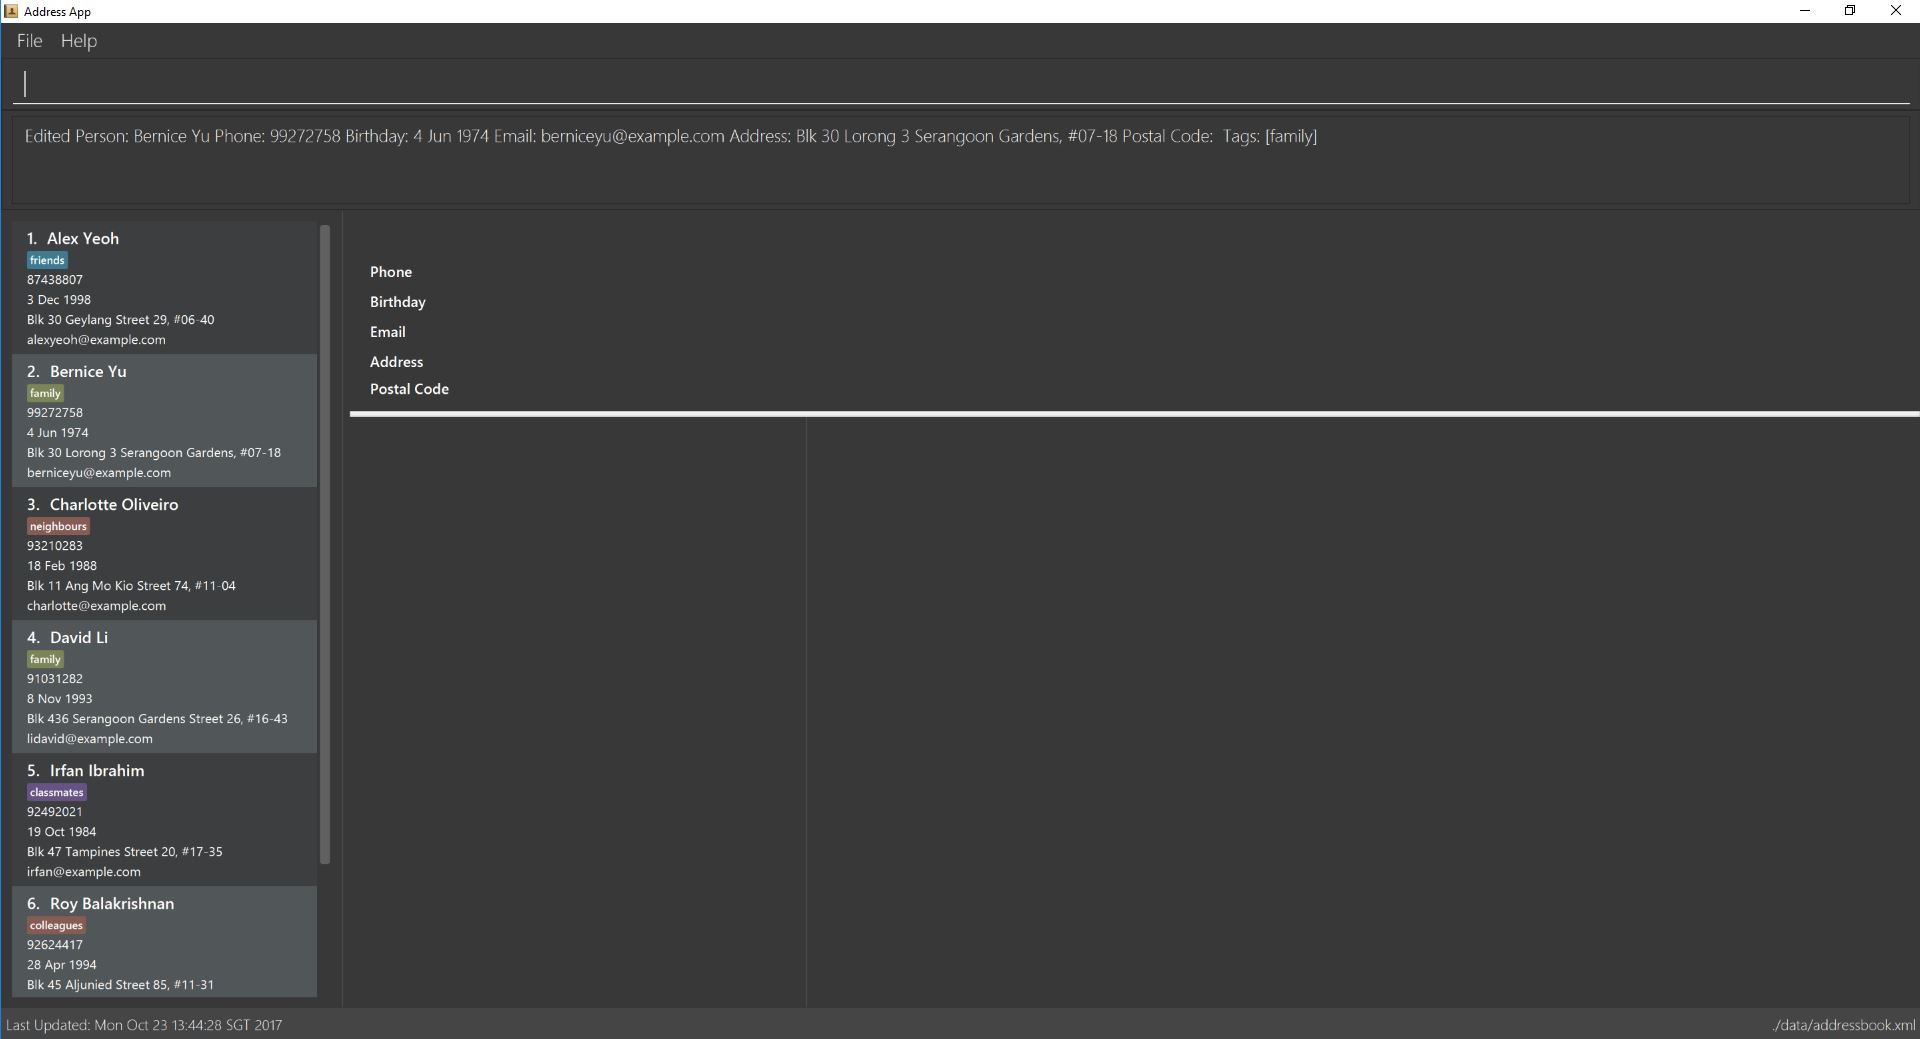 Address App
File Help
Edited Person: Bernice Yu Phone: 99272758 Birthday: 4 Jun 1974 Email: berniceyu@example.com Address: Blk 30 Lorong 3 Serangoon Gardens, #07-18 Postal Code: Tags: [family]
1. Alex Yeoh
friends
87438807
3 Dec 1998
Blk 30 Geylang Street 29, #06-40
alexyeoh@example.com
2. Bernice Yu
family
99272758
4 Jun 1974
Blk 30 Lorong 3 Serangoon Gardens, #07-18
berniceyu@example.com
3. Charlotte Oliveiro
neighbours
93210283
18 Feb 1988
Blk 11 Ang Mo Kio Street 74, #11-04
charlotte@example.com
4. David Li
family
91031282
8 Nov 1993
Blk 436 Serangoon Gardens Street 26, #16-43
lidavid@example.com
5. Irfan Ibrahim
classmates
92492021
19 Oct 1984
Blk 47 Tampines Street 20, #17-35
irfan@example.com
6. Roy Balakrishnan
colleagues
92624417
28 Apr 1994
Blk 45 Aljunied Street 85, #11-31
Phone
Birthday
Email
Address
Postal Code
Last Updated: Mon Oct 23 13:44:28 SGT 2017
./data/addressbook.xml